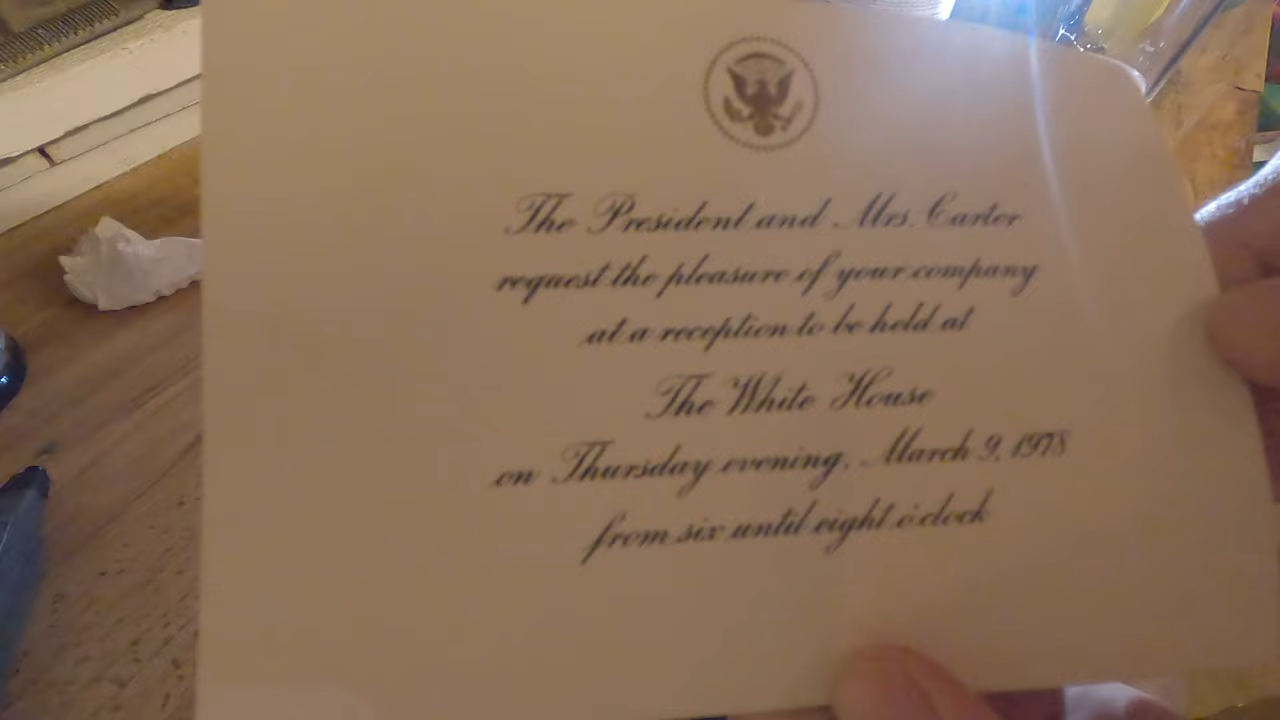 The President and Mrs. Carter
request the pleasure of your company
at a reception to be held at
The White House
on Thursday evening, March 9, 1978
from six until eight o'clock